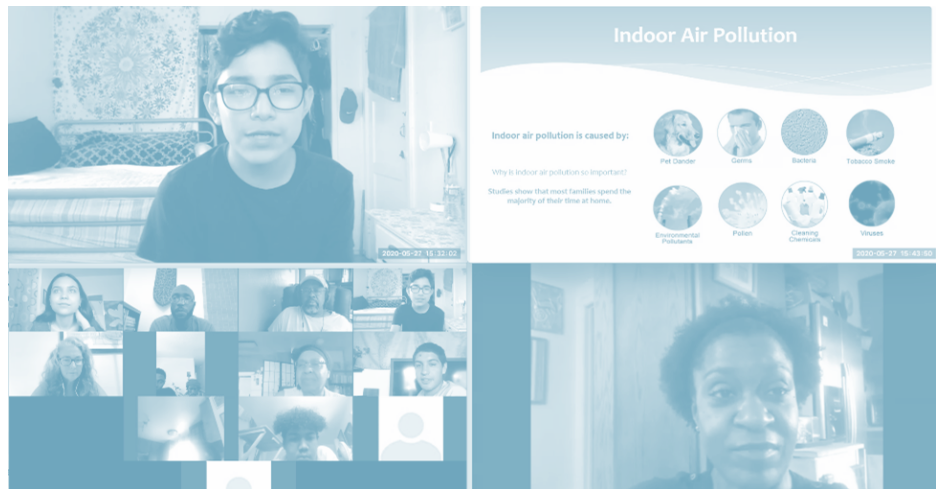 2020-05-27 15:32:02
Indoor Air Pollution
Indoor air pollution is caused by:
Why is indoor air pollution so important?
Studies show that most families spend the
majority of their time at home.
Pet Dander
Germs
Bacteria
Tobacco Smoke
Environmental
Pollutants
Pollen
Cleaning
Chemicals
Viruses
2020-05-27 15:43:50